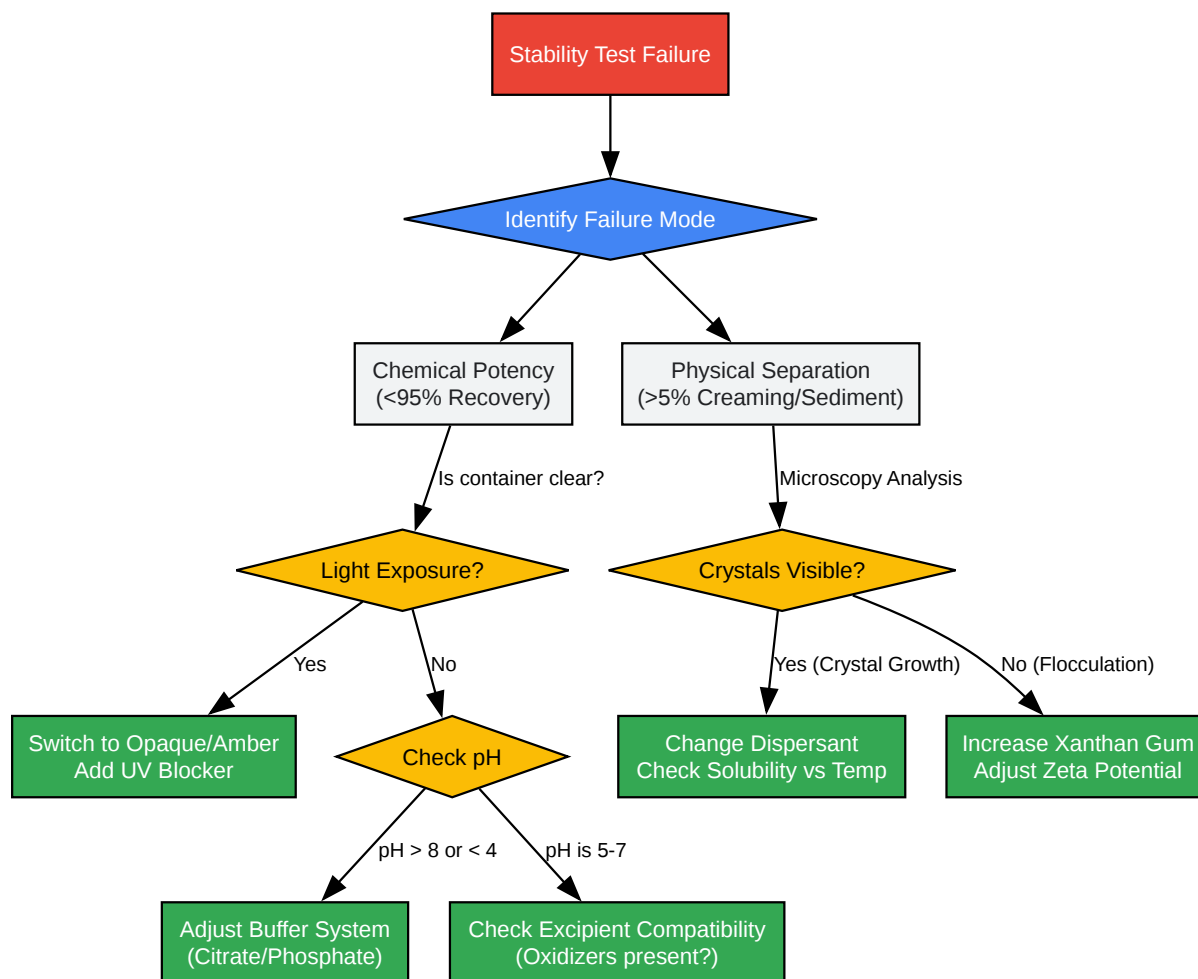 Stability Test Failure
Identify Failure Mode
Chemical Potency
(<95% Recovery)
Physical Separation
(>5% Creaming/Sediment)
Is container clear?
Microscopy Analysis
Light Exposure?
Crystals Visible?
Yes
No
Yes (Crystal Growth)
No (Flocculation)
Switch to Opaque/Amber
Add UV Blocker
Check pH
Change Dispersant
Check Solubility vs Temp
Increase Xanthan Gum
Adjust Zeta Potential
pH > 8 or < 4
pH is 5-7
Adjust Buffer System
(Citrate/Phosphate)
Check Excipient Compatibility
(Oxidizers present?)